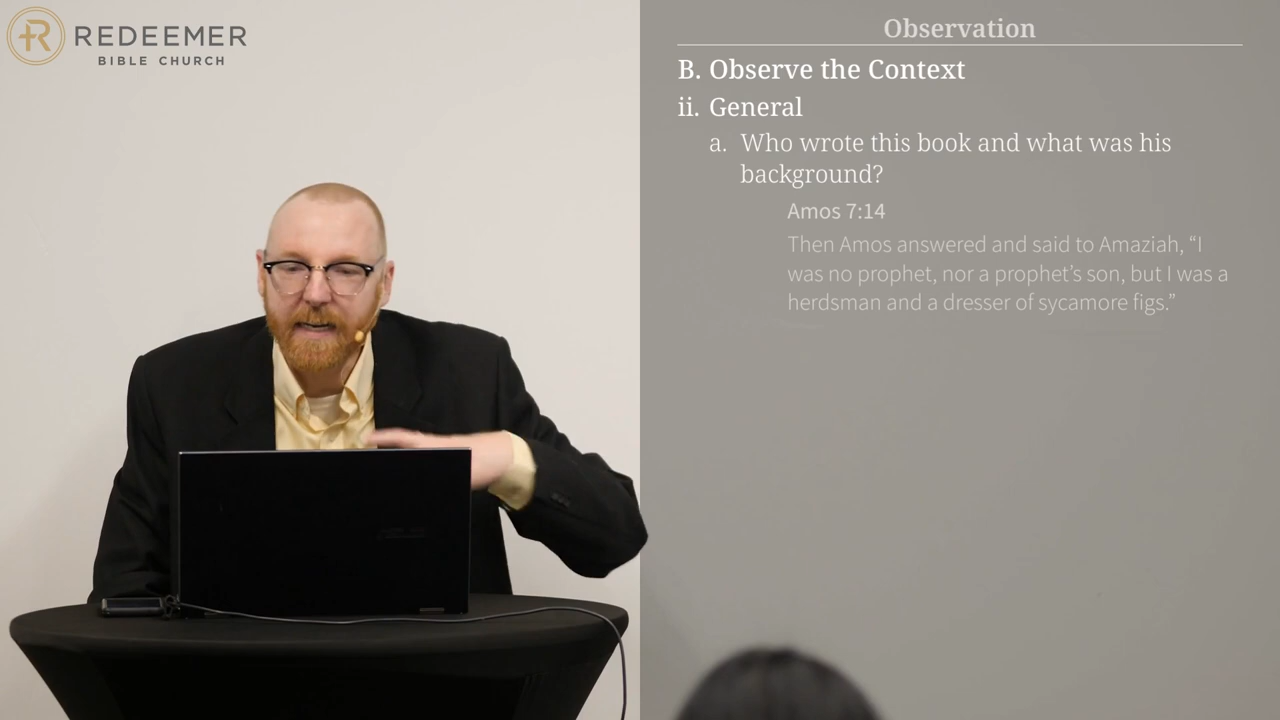 REDEEMER
BIBLE CHURCH
Observation
B. Observe the Context
ii. General
a. Who wrote this book and what was his
background?
Amos 7:14
Then Amos answered and said to Amaziah, “I
was no prophet, nor a prophet’s son, but I was a
herdsman and a dresser of sycamore figs.”